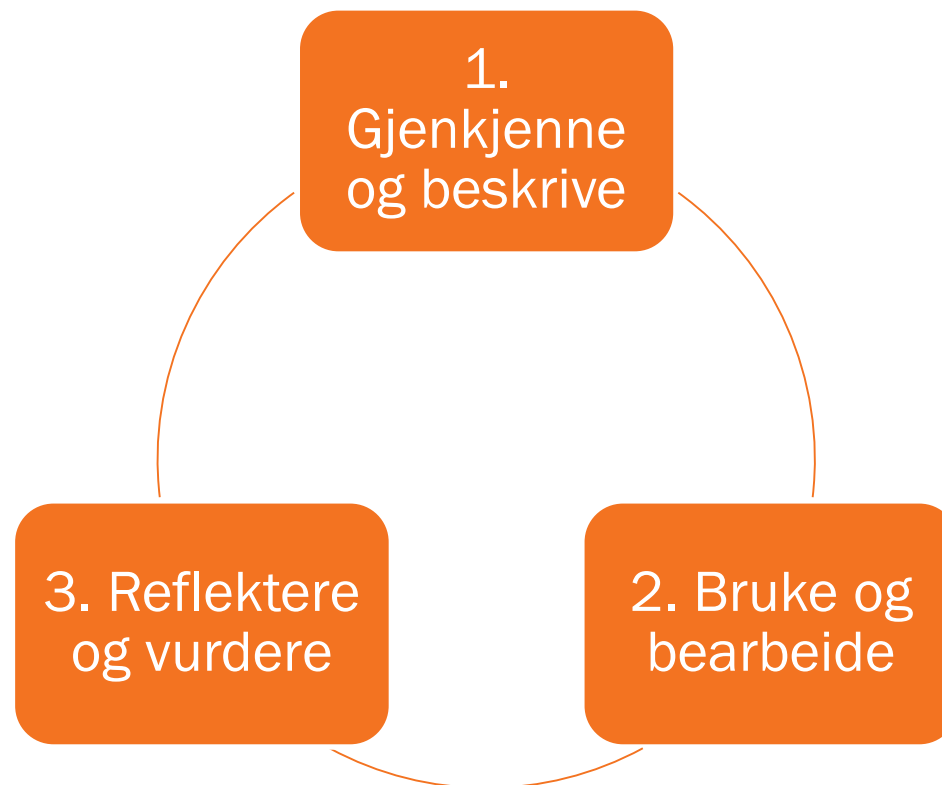 1.
Gjenkjenne
og beskrive
2. Bruke og
bearbeide
3. Reflektere
og vurdere